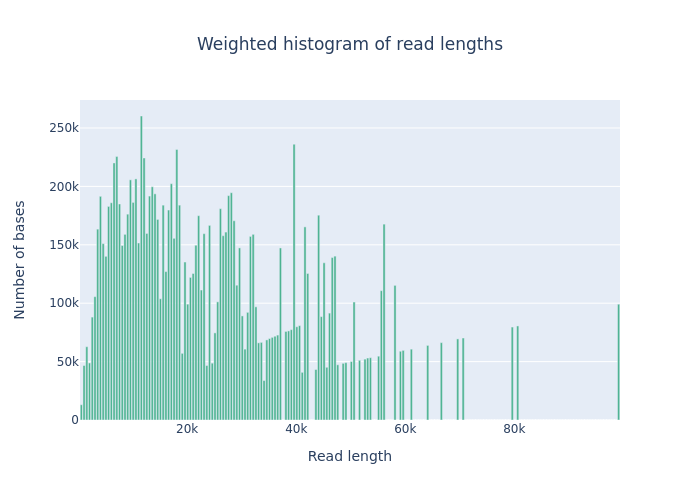 Weighted histogram of read lengths
Number of bases
250k
200k
150k
100k
50k
0
20k
40k
60k
80k
Read length